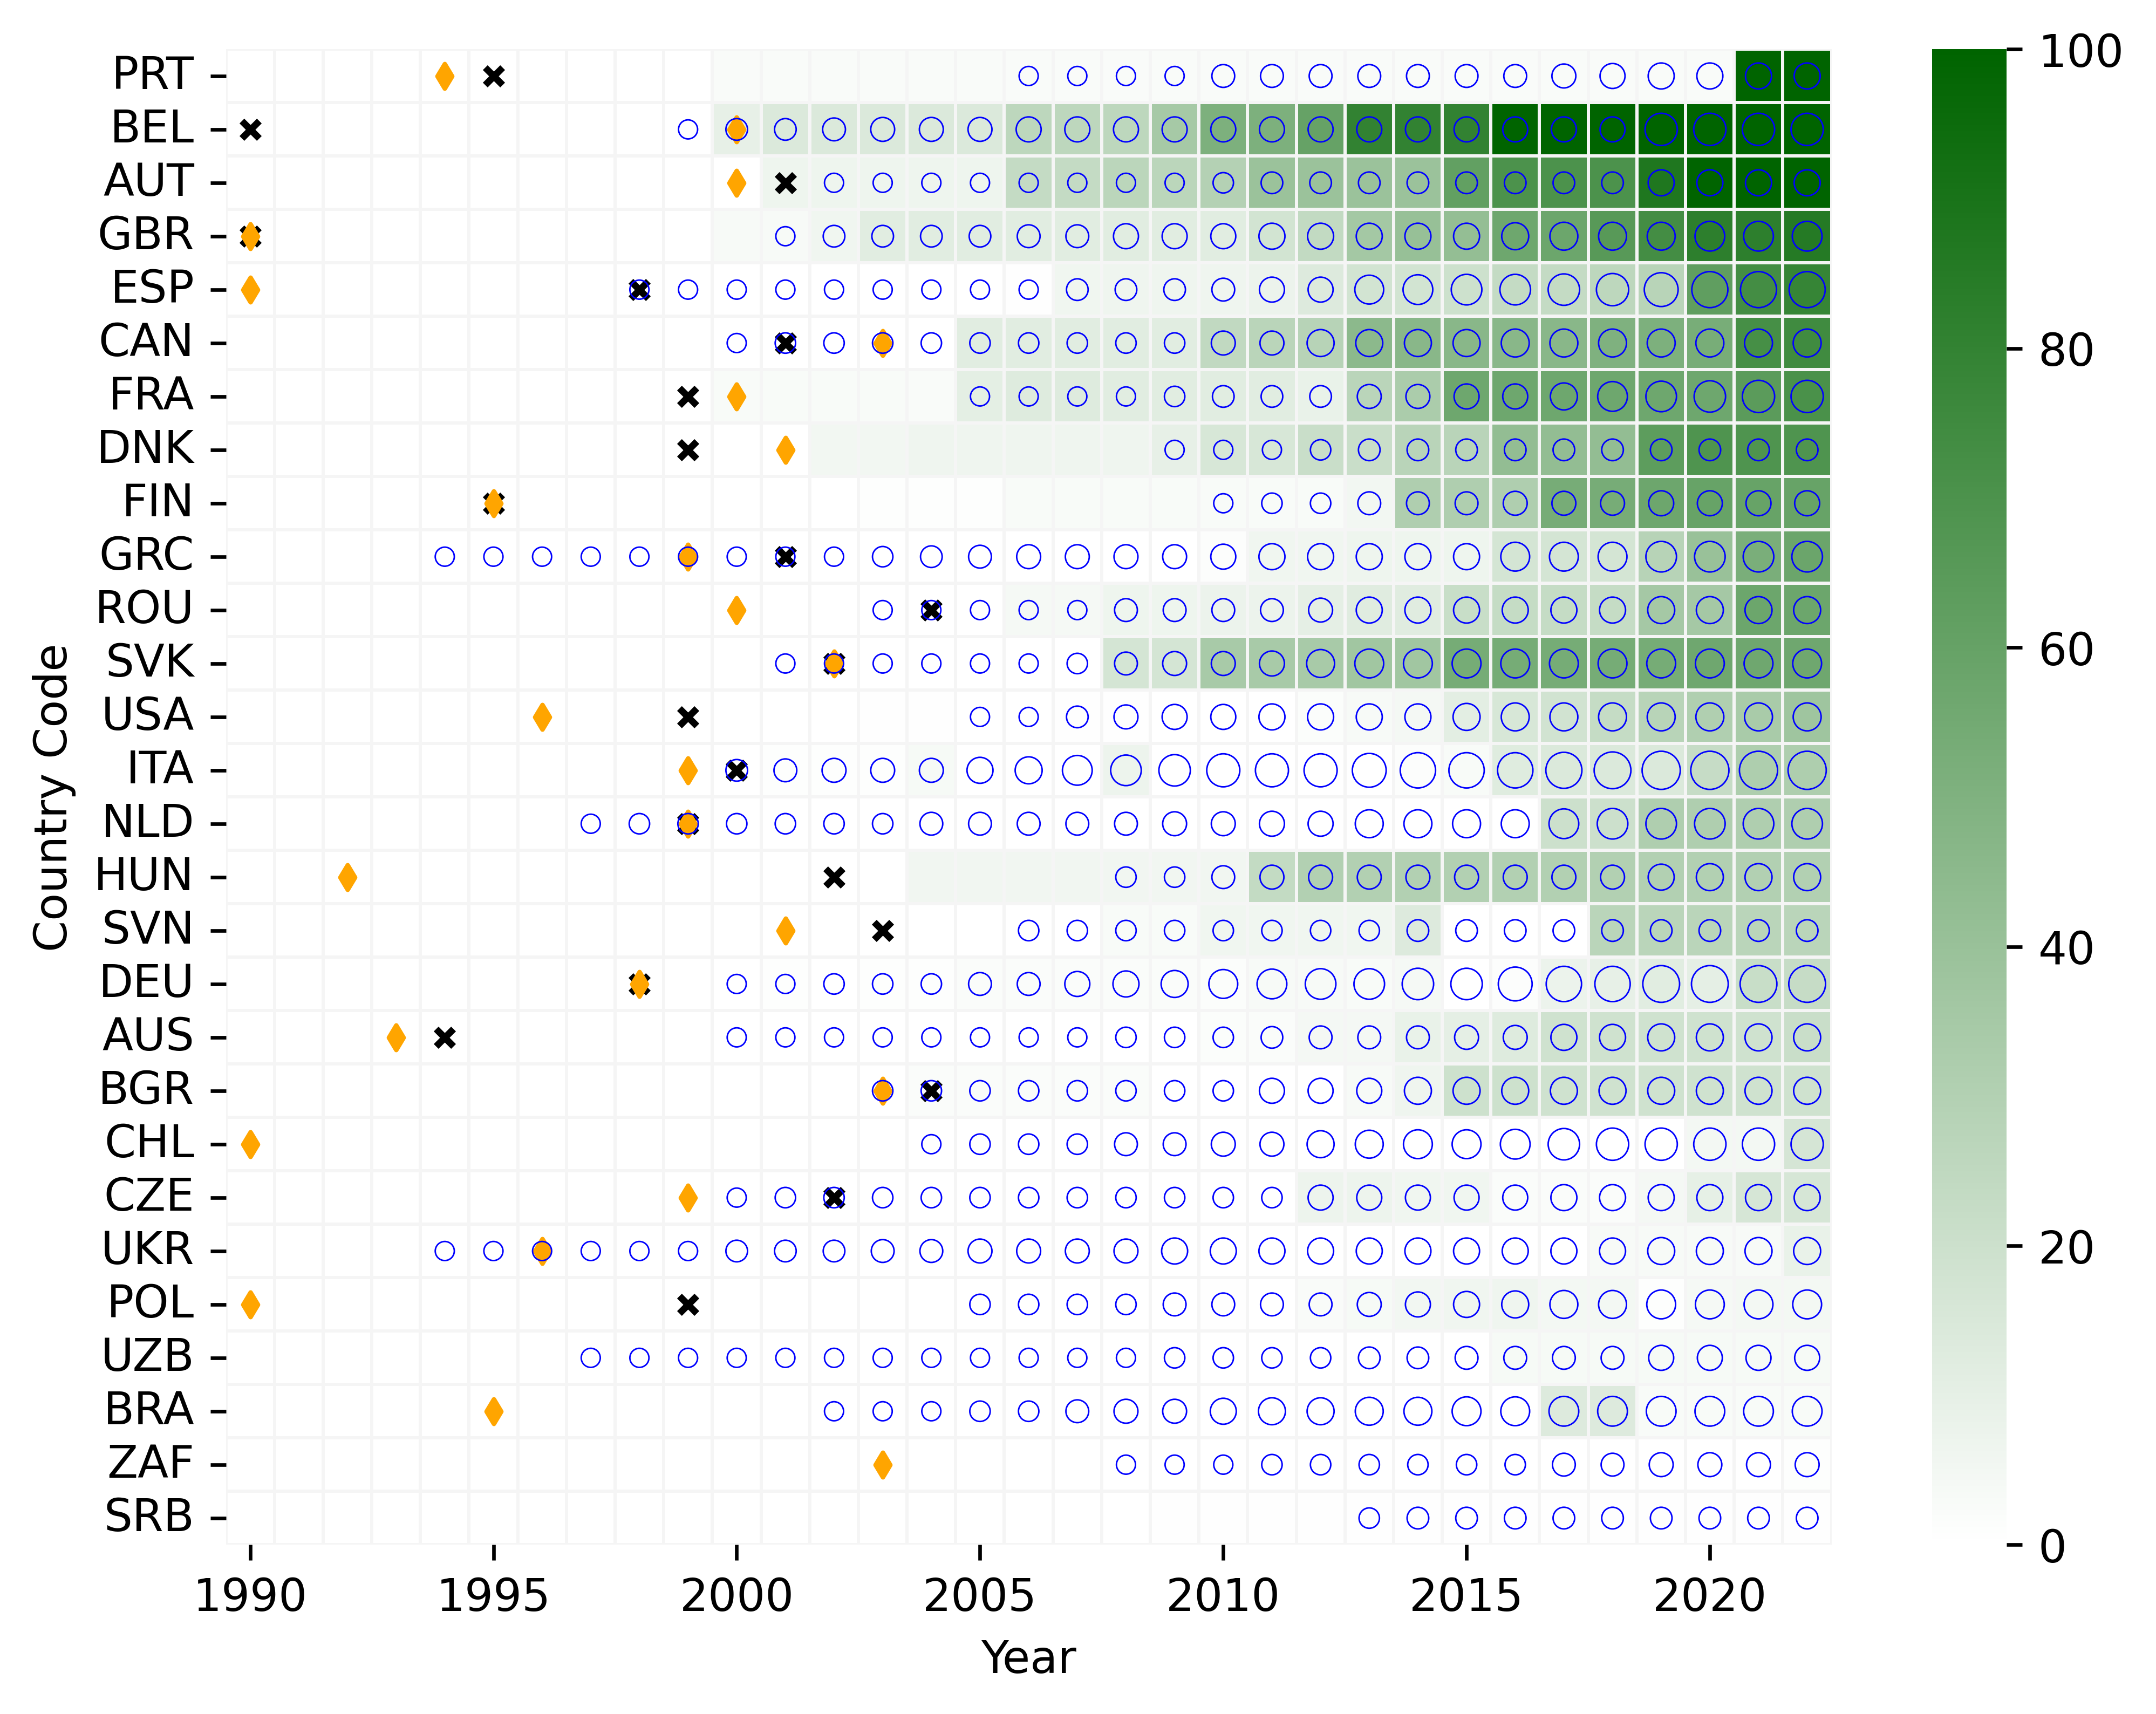 PRT
BEL
AUT
GBR
ESP
CAN
FRA
DNK
FIN
GRC
ROU
SVK
USA
ITA
NLD
HUN
SVN
DEU
AUS
BGR
CHL
CZE
UKR
POL
UZB
BRA
ZAF
SRB
Country Code
1990 1995 2000 2005 2010 2015 2020
Year
100
80
60
40
20
0